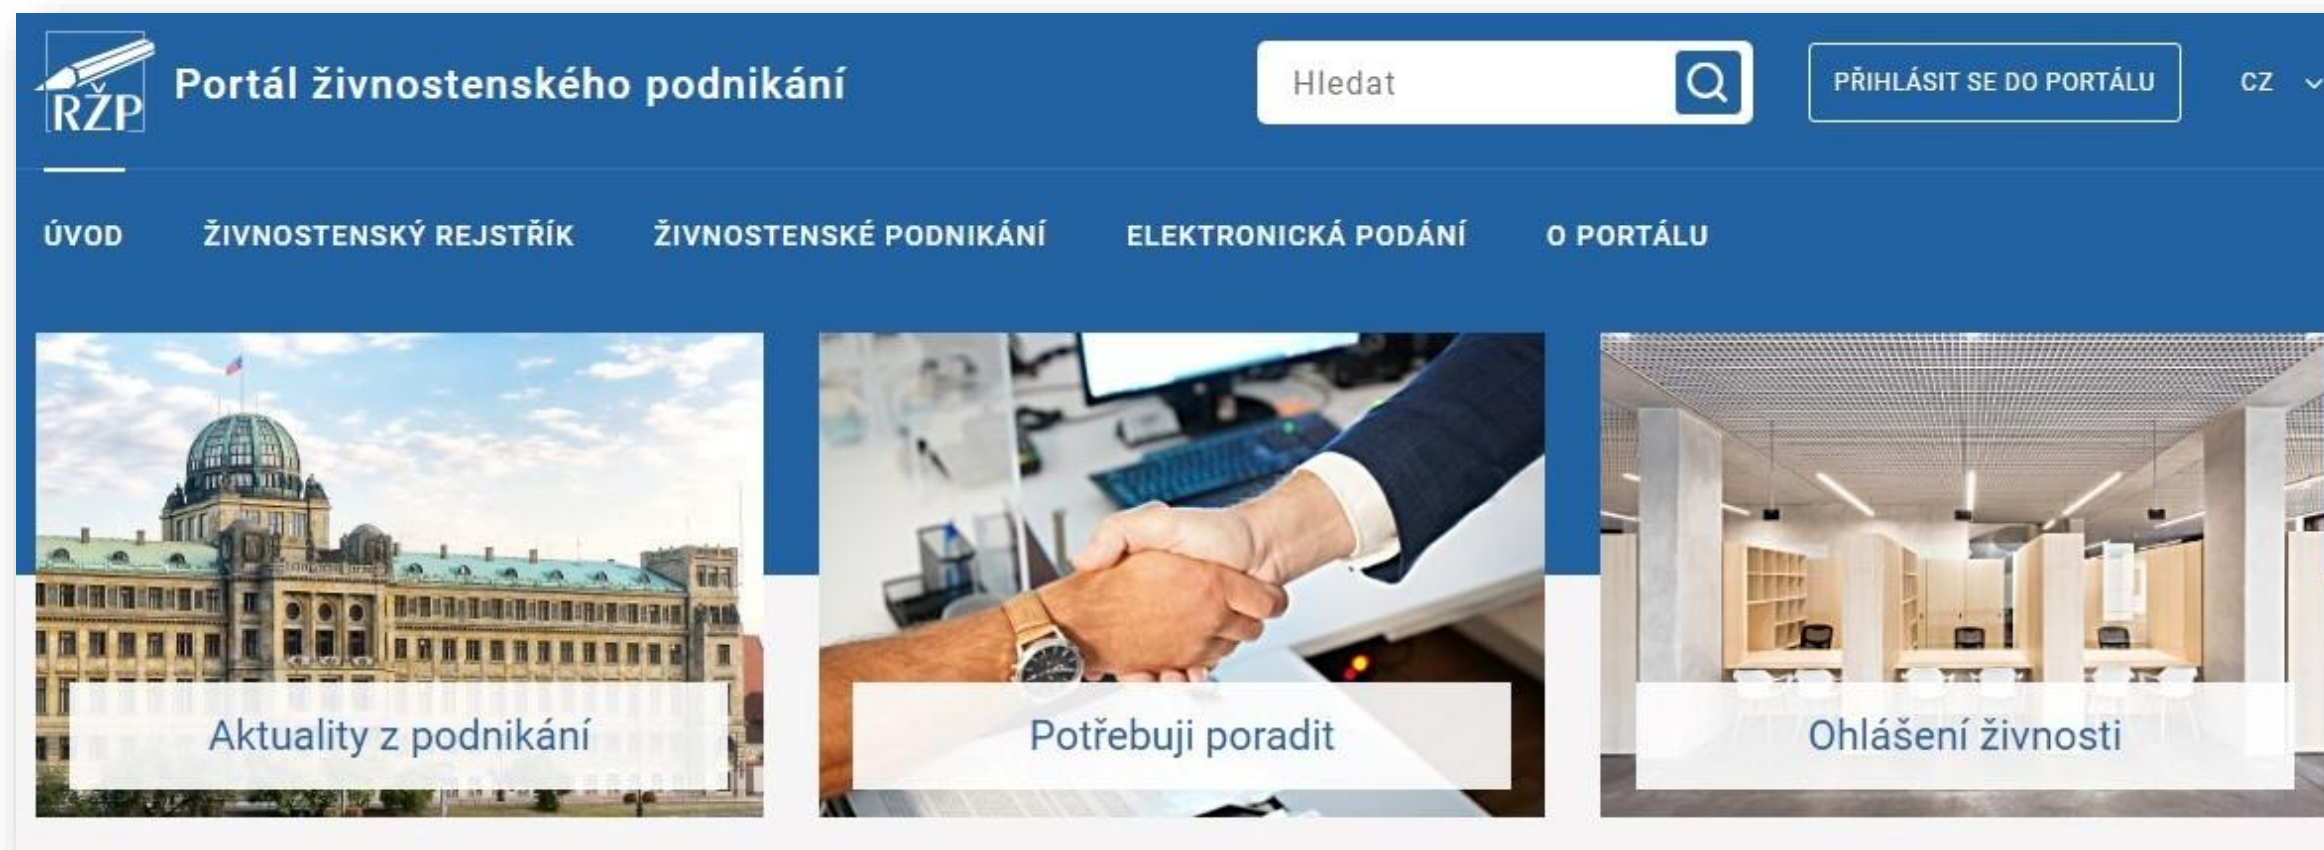 RŽP
Portál živnostenského podnikání
Hledat
PŘIHLÁSIT SE DO PORTÁLU
CZ
ÚVOD
ŽIVNOSTENSKÝ REJSTŘÍK
ŽIVNOSTENSKÉ PODNIKÁNÍ
ELEKTRONICKÁ PODÁNÍ
O PORTÁLU
Aktuality z podnikání
Potřebuji poradit
Ohlášení živnosti